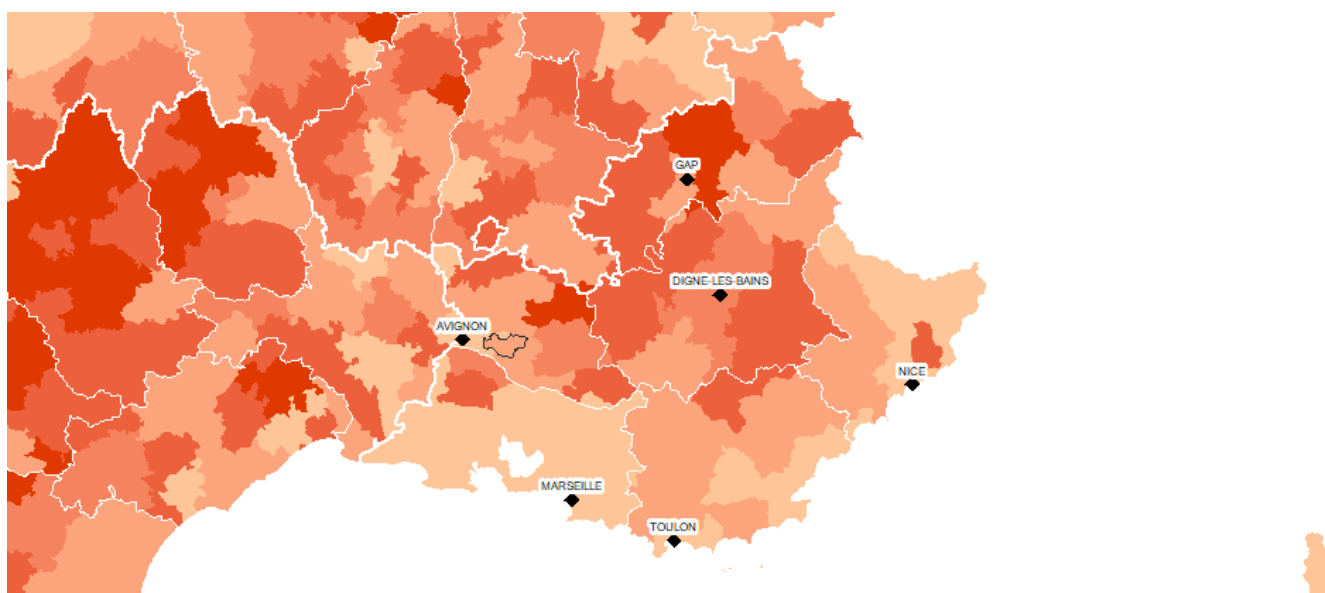 GAP
DIGNE-LES-BAINS
AVIGNON
NICE
MARSEILLE
TOULON